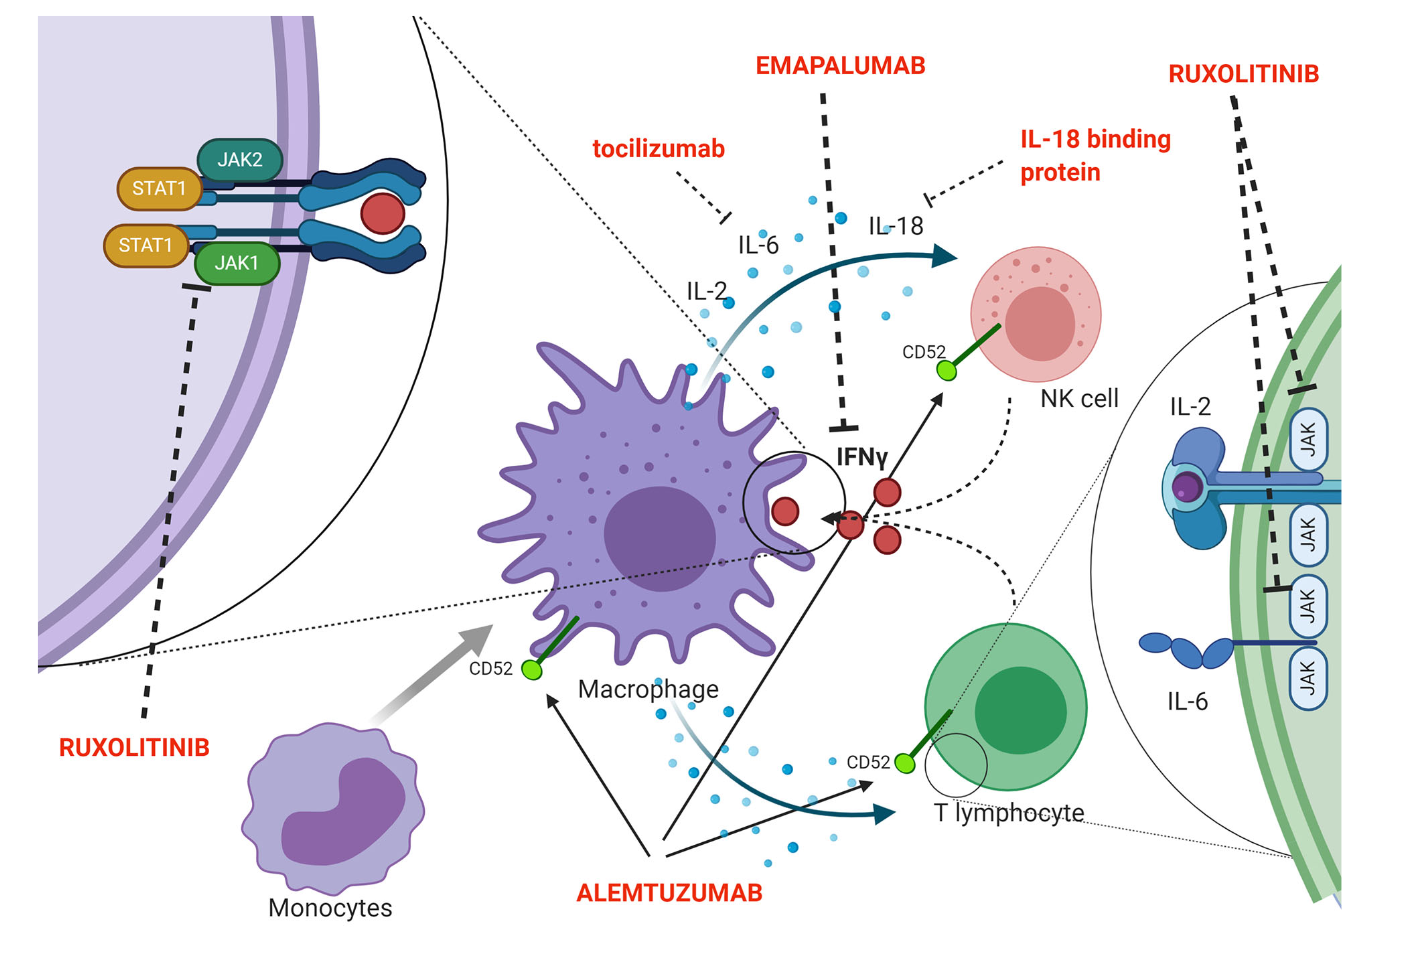 EMAPALUMAB
RUXOLITINIB
tocilizumab
IL-18 binding
protein
JAK2
STAT1
STAT1
JAK1
IL-6
IL-18
IL-2
CD52
NK cell
IFNγ
IL-2
JAK
JAK
JAK
JAK
IL-6
CD52
Macrophage
RUXOLITINIB
CD52
T lymphocyte
ALEMTUZUMAB
Monocytes